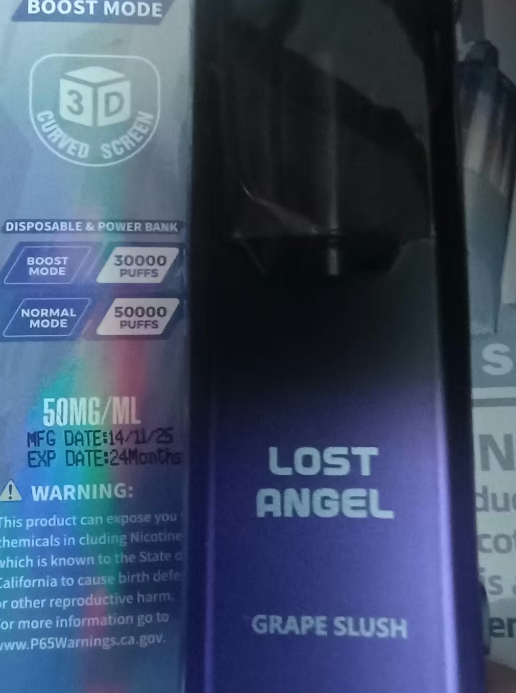 BOOST MODE
3D
CURVED SCREEN
DISPOSABLE & POWER BANK
BOOST
MODE
30000
PUFFS
NORMAL
MODE
50000
PUFFS
50MG/ML
MFG DATE:14/11/25
EXP DATE:24Months
WARNING:
This product can expose you
chemicals in cluding Nicotine
which is known to the State o
California to cause birth defe
or other reproductive harm.
For more information go to
www.P65Warnings.ca.gov.
LOST
ANGEL
GRAPE SLUSH
S
N